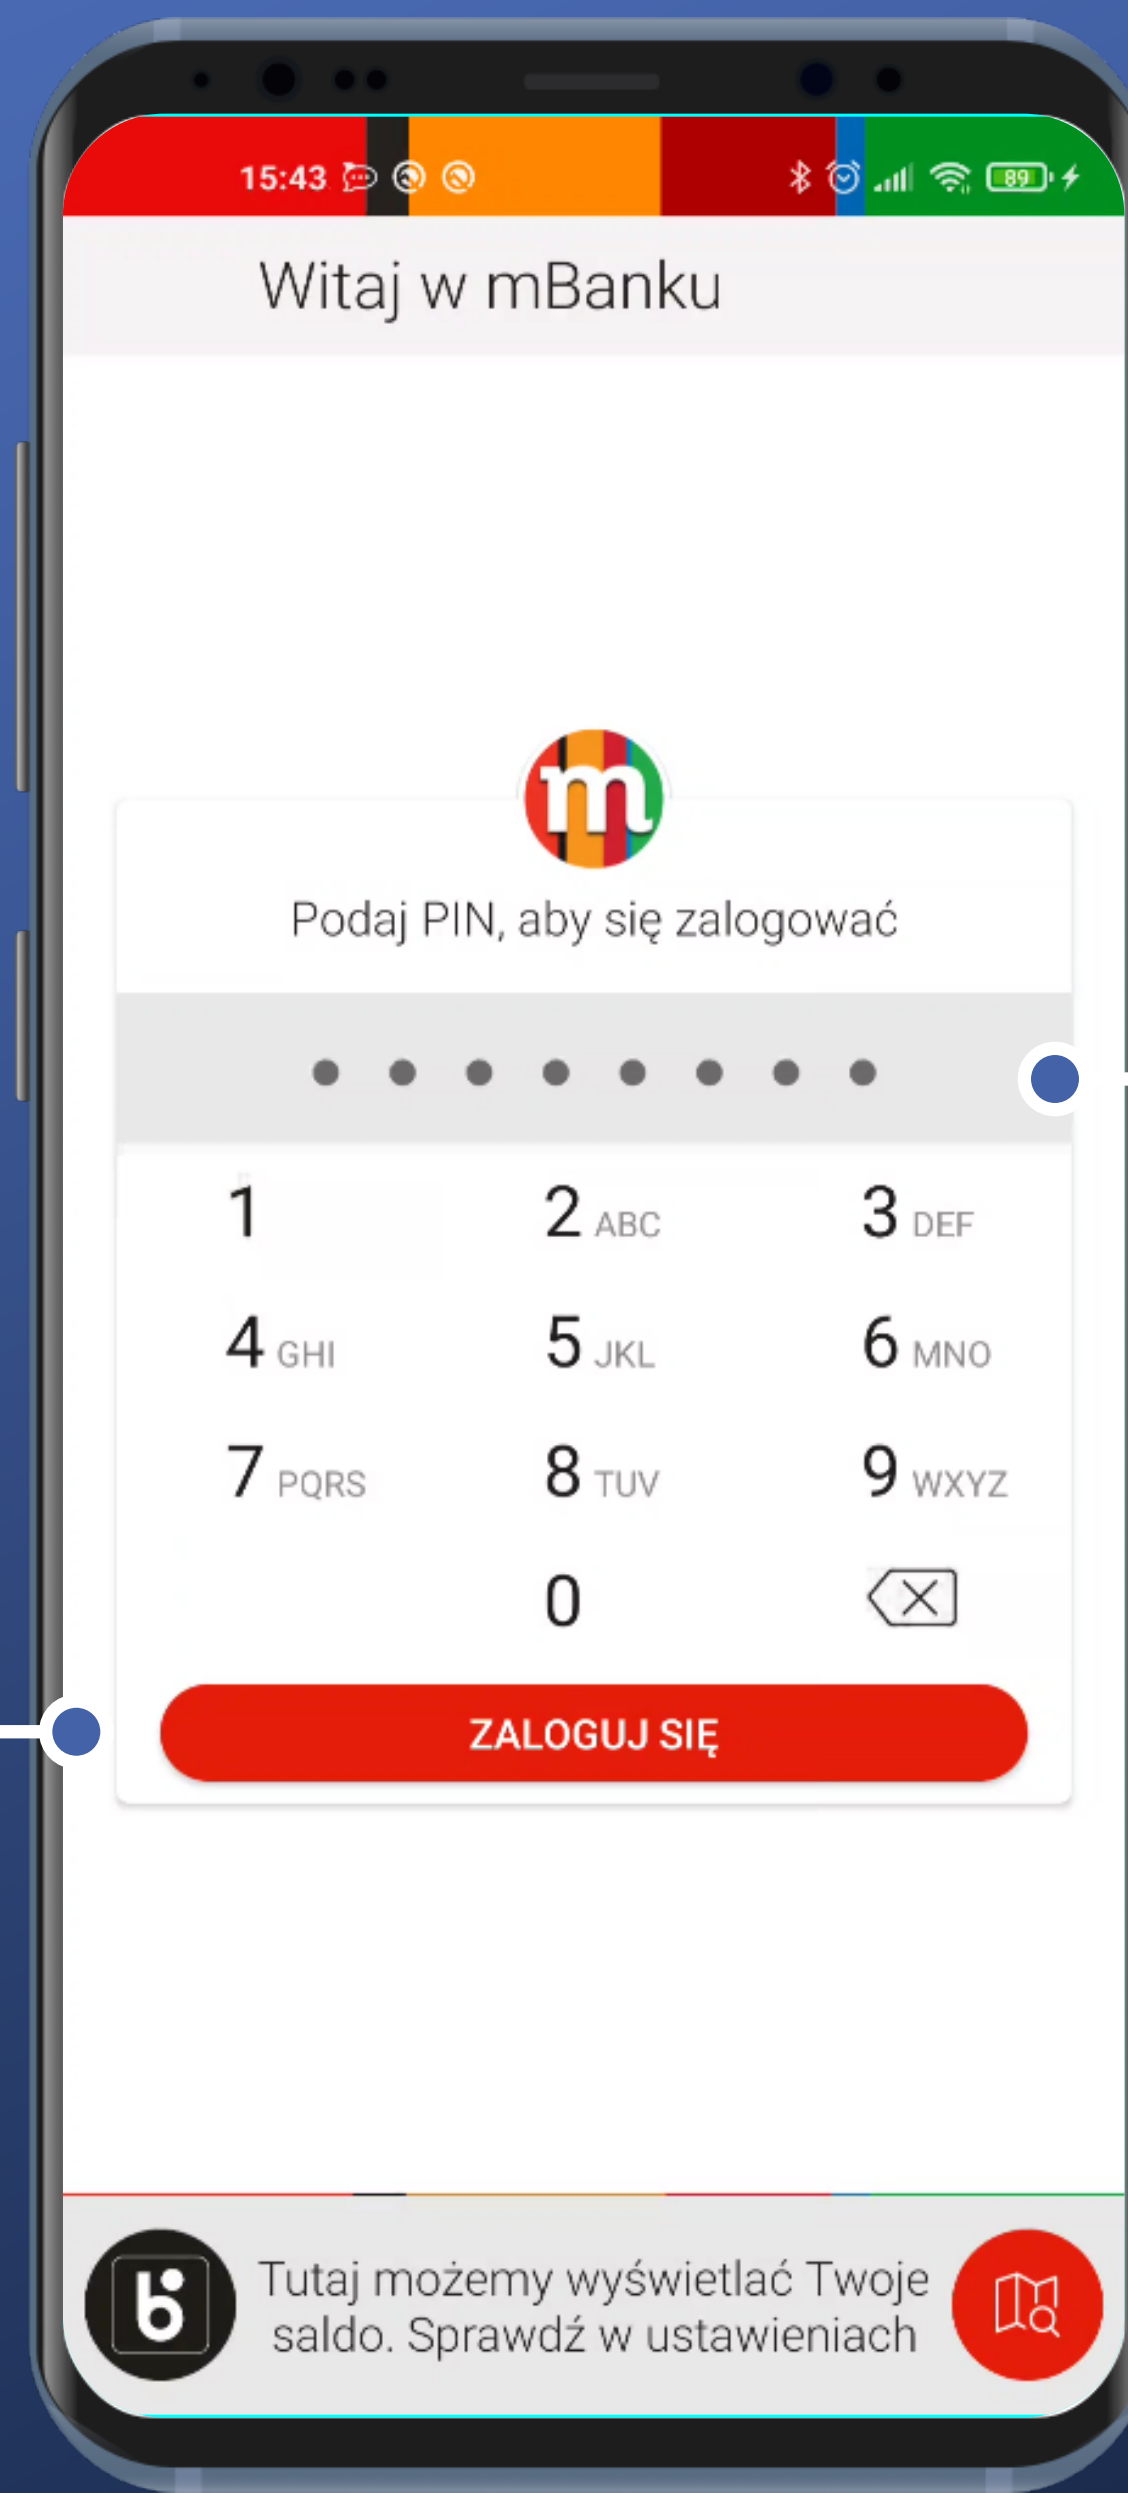 15:43
89
Witaj w mBanku
m
Podaj PIN, aby się zalogować
1
2 ABC
3 DEF
4 GHI
5 JKL
6 MNO
7 PQRS
8 TUV
9 WXYZ
0
ZALOGUJ SIĘ
Tutaj możemy wyświetlać Twoje
saldo. Sprawdź w ustawieniach